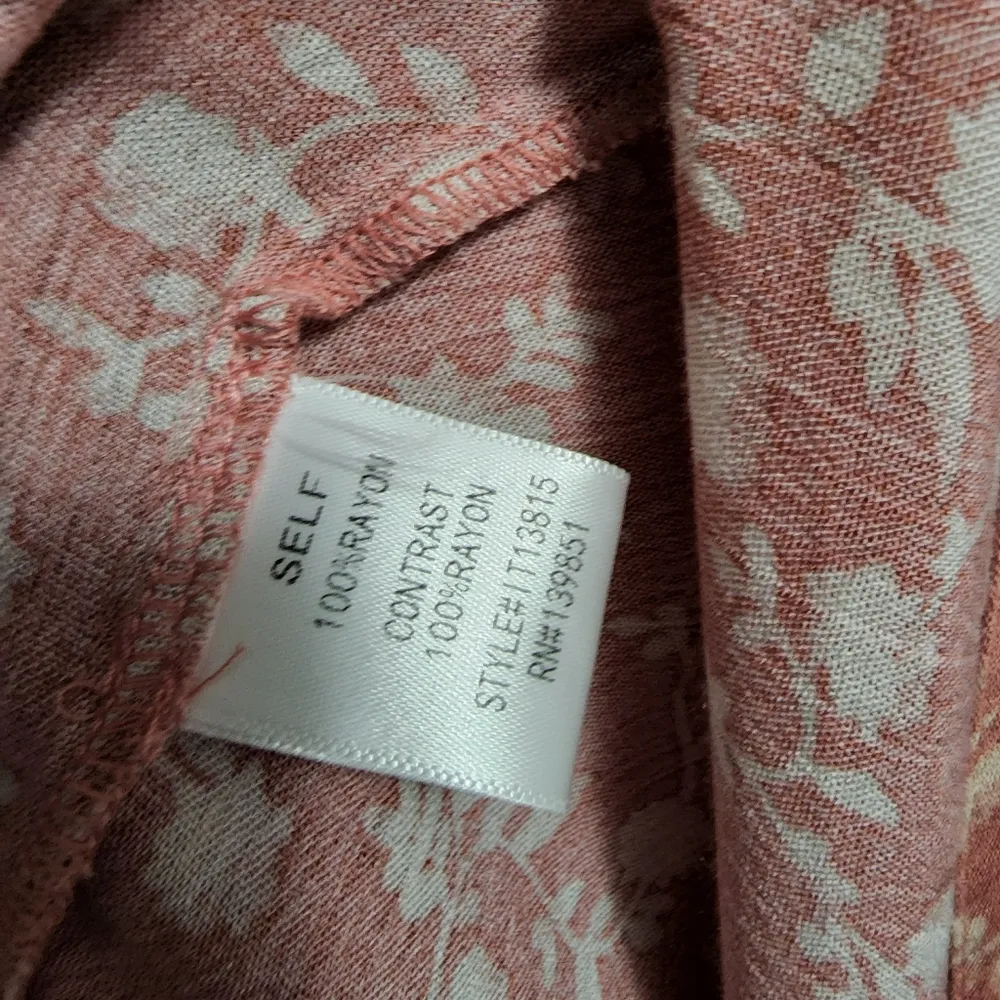 SELF
100%RAYON
CONTRAST
100%RAYON
STYLE#IT13815
RN#139851